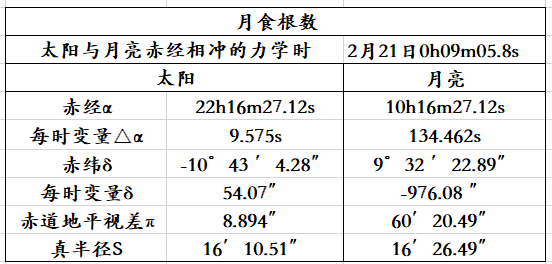 月食根数
太阳与月亮赤经相冲的力学时 2月21日0h09m05.8s
太阳 月亮
赤经α 22h16m27.12s 10h16m27.12s
每时变量△α 9.575s 134.462s
赤纬δ -10° 43′4.28″ 9° 32′22.89″
每时变量δ 54.07″ -976.08 ″
赤道地平视差π 8.894″ 60′20.49″
真半径S 16′10.51″ 16′26.49″